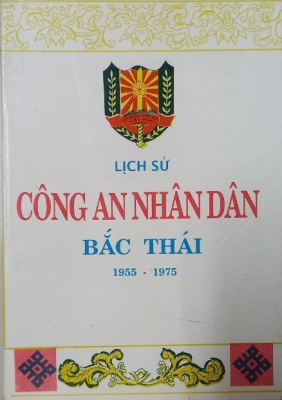 LỊCH SỬ
CÔNG AN NHÂN DÂN
BẮC THÁI
1955 - 1975